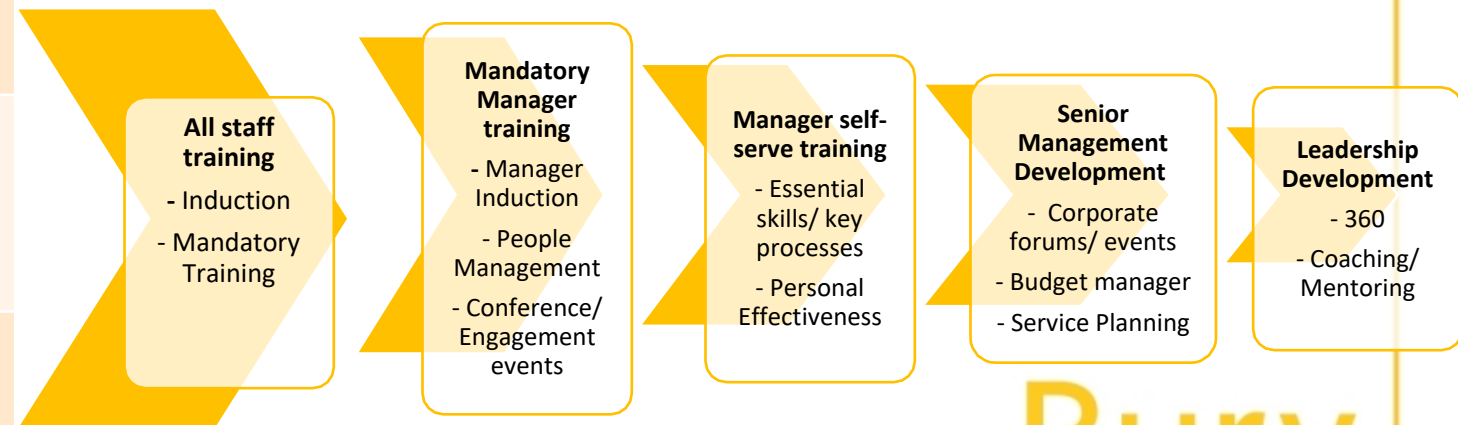 All staff
training
- Induction
- Mandatory
Training
Mandatory
Manager
training
- Manager
Induction
- People
Management
- Conference/
Engagement
events
Manager self-
serve training
- Essential
skills/ key
processes
- Personal
Effectiveness
Senior
Management
Development
- Corporate
forums/ events
- Budget manager
- Service Planning
Leadership
Development
- 360
- Coaching/
Mentoring
Bury